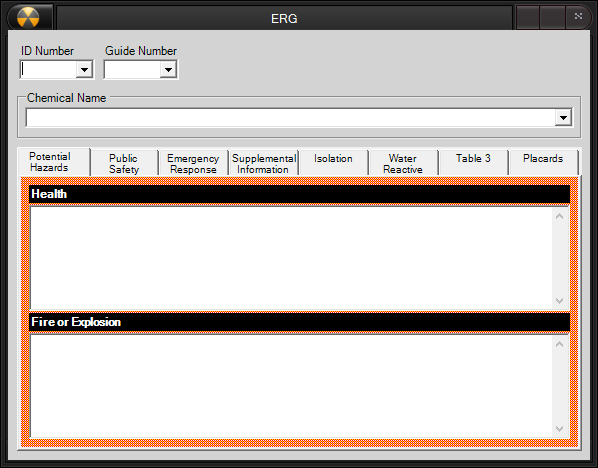 ERG
ID Number
Guide Number
Chemical Name
Potential
Hazards
Public
Safety
Emergency
Response
Supplemental
Information
Isolation
Water
Reactive
Table 3
Placards
Health
Fire or Explosion